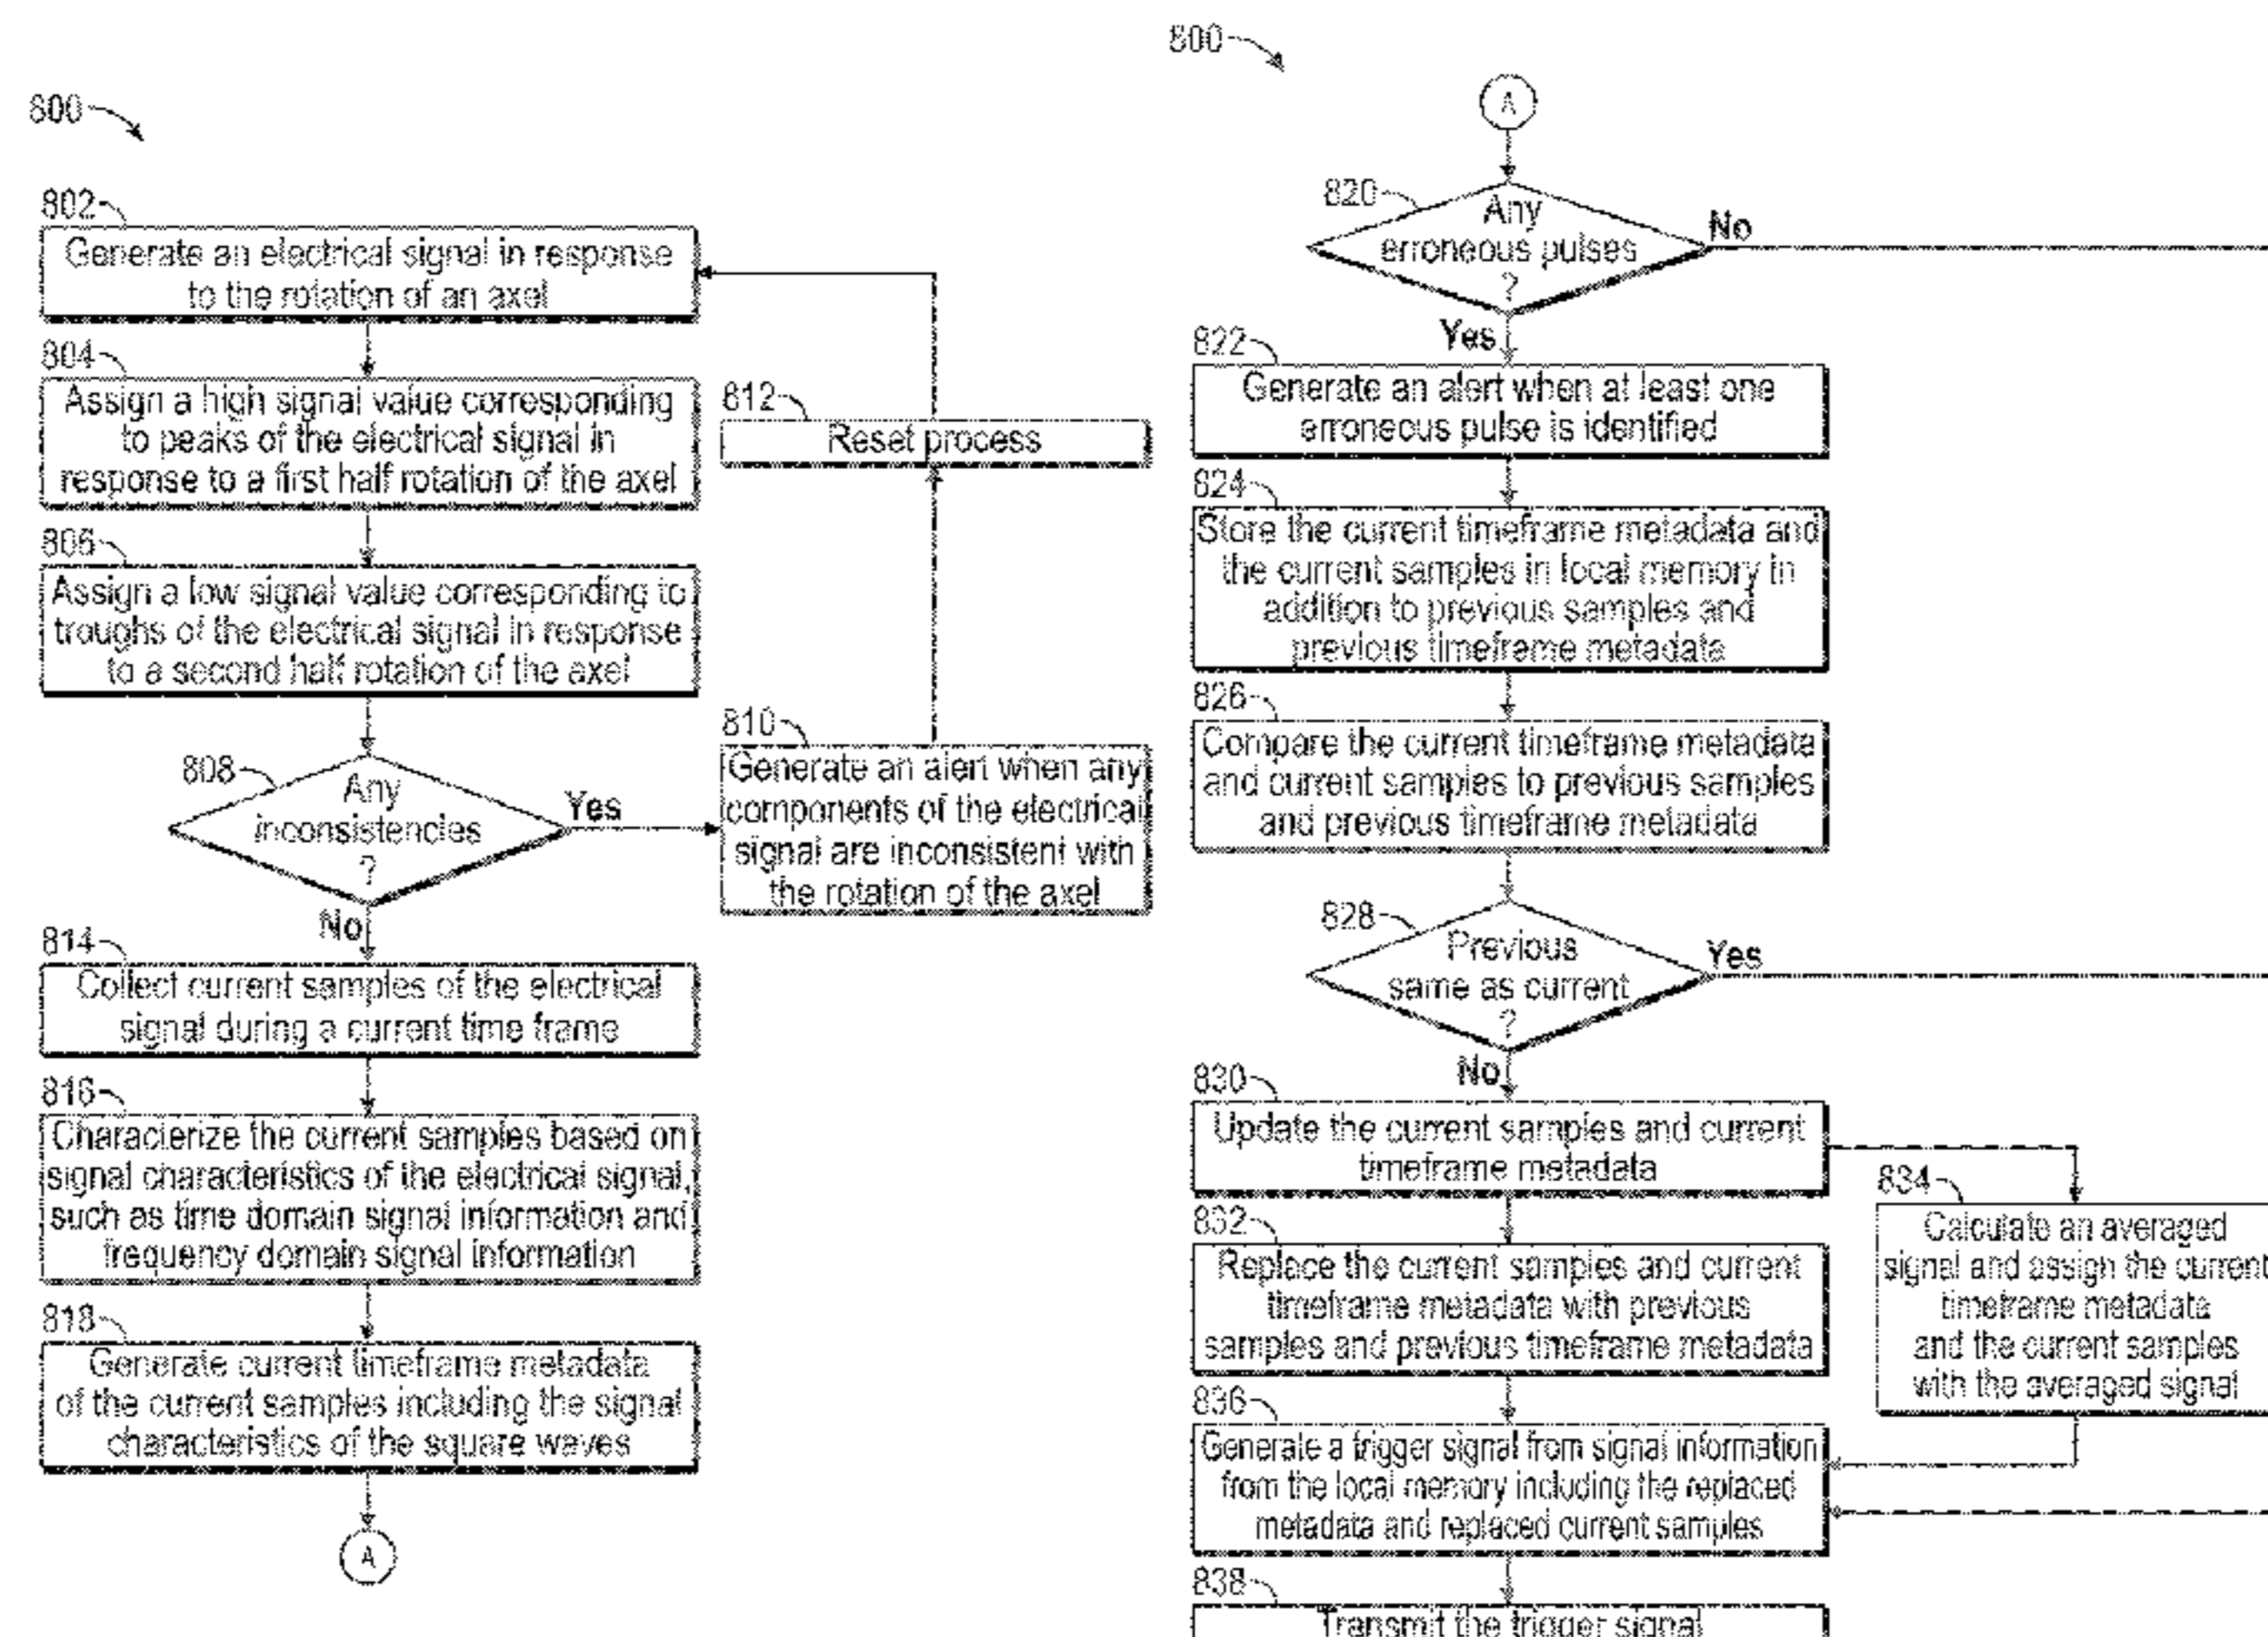 800
802
Generate an electrical signal in response
to the rotation of an axel
804
Assign a high signal value corresponding
to peaks of the electrical signal in
response to a first half rotation of the axel
806
Assign a low signal value corresponding to
troughs of the electrical signal in response
to a second half rotation of the axel
808
Any
inconsistencies
?
Yes
No
810
Generate an alert when any
components of the electrical
signal are inconsistent with
the rotation of the axel
812
Reset process
814
Collect current samples of the electrical
signal during a current time frame
816
Characterize the current samples based on
signal characteristics of the electrical signal,
such as time domain signal information and
frequency domain signal information
818
Generate current timeframe metadata
of the current samples including the signal
characteristics of the square waves
A
800
A
820
Any
erroneous pulses
?
No
Yes
822
Generate an alert when at least one
erroneous pulse is identified
824
Store the current timeframe metadata and
the current samples in local memory in
addition to previous samples and
previous timeframe metadata
826
Compare the current timeframe metadata
and current samples to previous samples
and previous timeframe metadata
828
Previous
same as current
?
Yes
No
830
Update the current samples and current
timeframe metadata
832
Replace the current samples and current
timeframe metadata with previous
samples and previous timeframe metadata
834
Calculate an averaged
signal and assign the current
timeframe metadata
and the current samples
with the averaged signal
836
Generate a trigger signal from signal information
from the local memory including the replaced
metadata and replaced current samples
838
Transmit the trigger signal